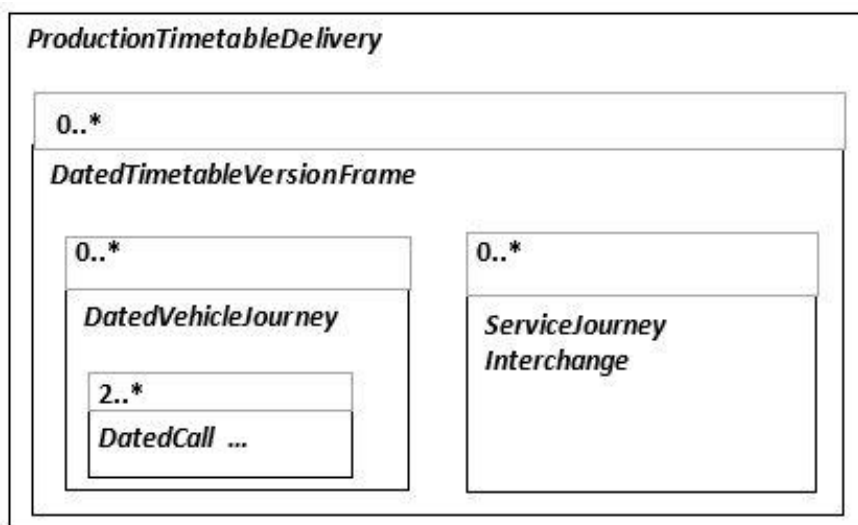 ProductionTimetableDelivery
0..*
DatedTimetableVersionFrame
0..*
DatedVehicleJourney
2..*
DatedCall ...
0..*
ServiceJourney
Interchange